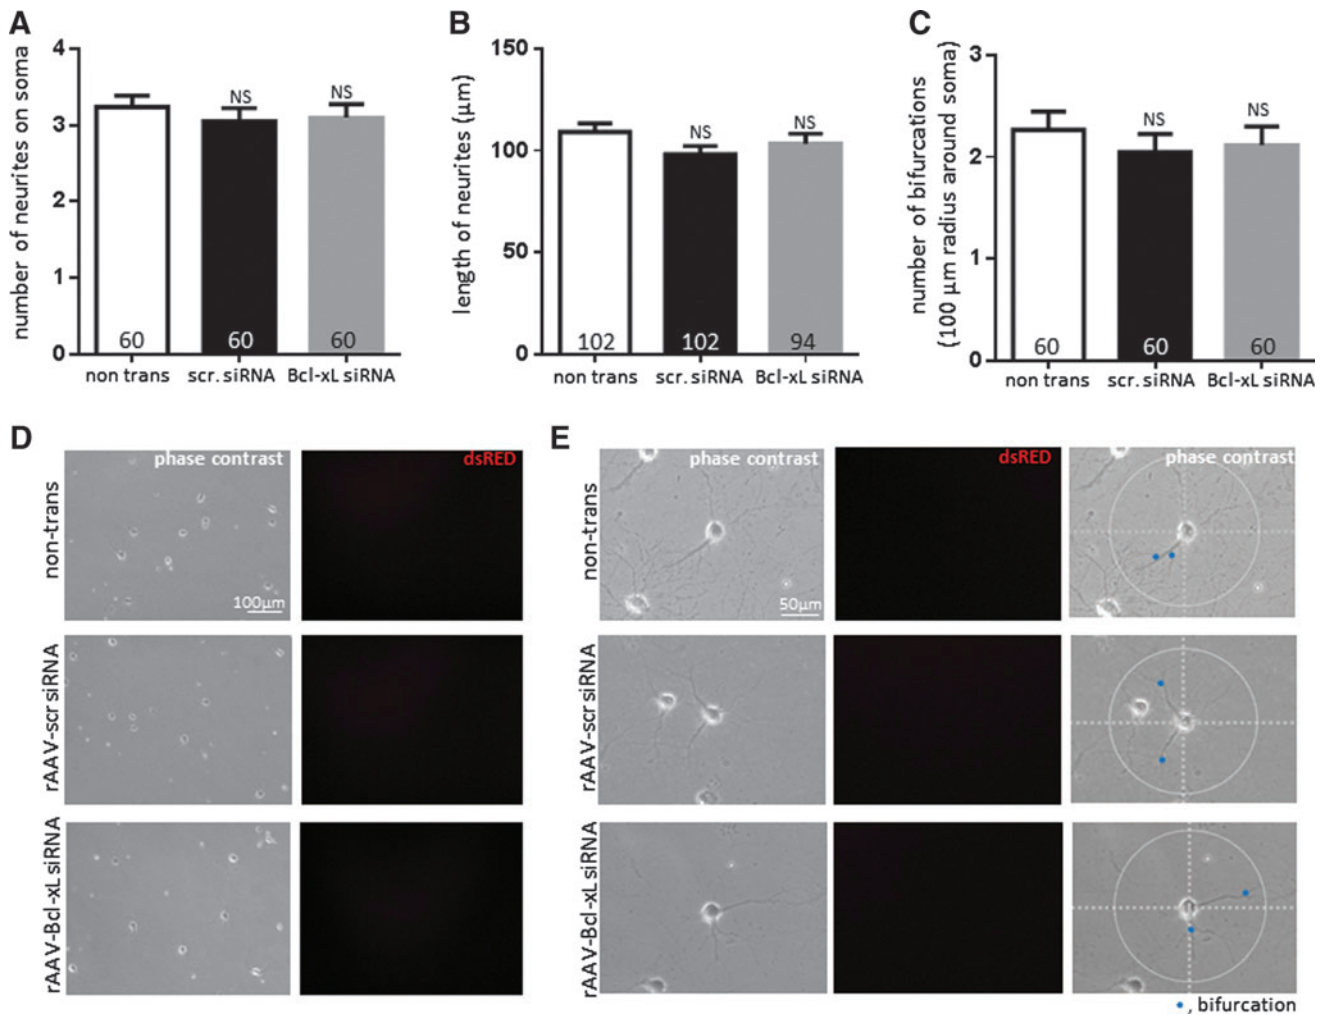 A
number of neurites on soma
4
3
2
1
0
NS
NS
60
60
60
non trans
scr. siRNA
Bcl-xL siRNA
B
length of neurites (µm)
150
100
50
0
NS
NS
102
102
94
non trans
scr. siRNA
Bcl-xL siRNA
C
number of bifurcations
(100 µm radius around soma)
3
2
1
0
NS
NS
60
60
60
non trans
scr. siRNA
Bcl-xL siRNA
D
phase contrast
dsRED
non-trans
100µm
rAAV-scr siRNA
rAAV-Bcl-xL siRNA
E
phase contrast
dsRED
phase contrast
non-trans
50µm
rAAV-scr siRNA
rAAV-Bcl-xL siRNA
, bifurcation